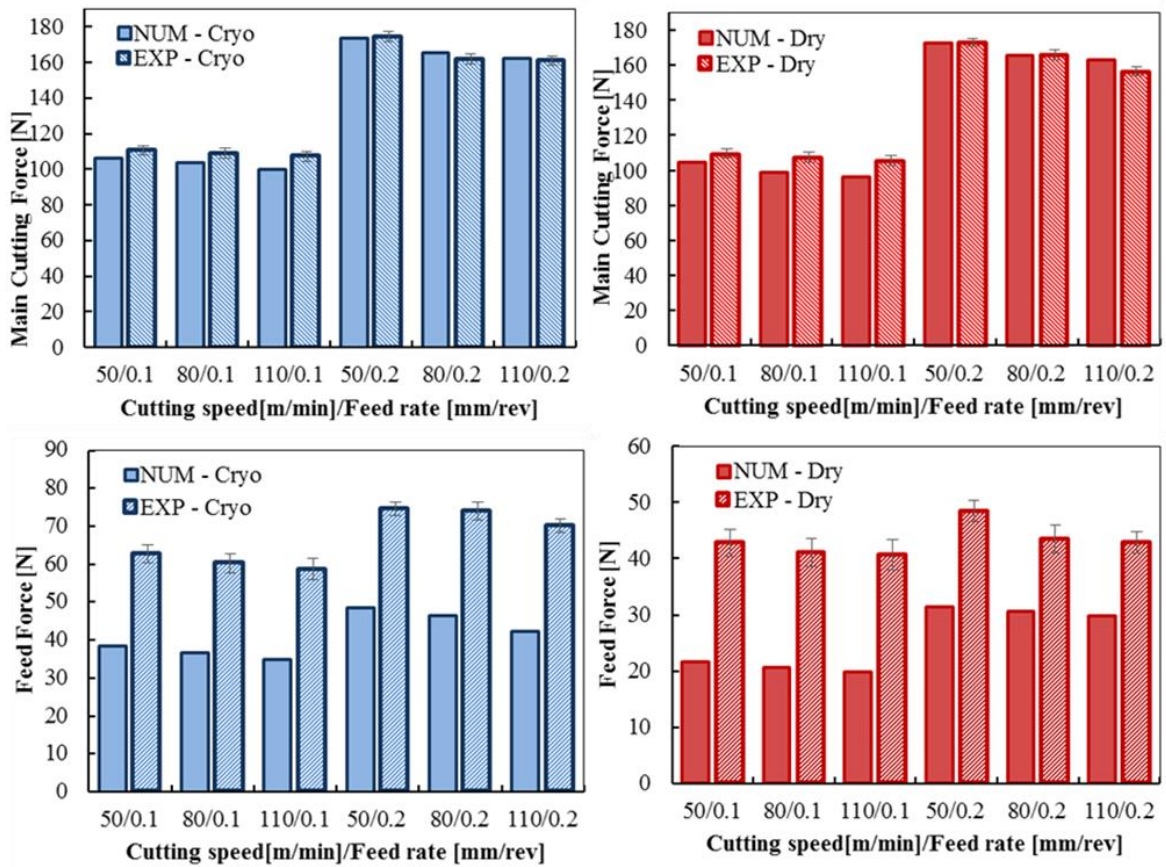 Main Cutting Force [N]
180
160
140
120
100
80
60
40
20
0
NUM - Cryo
EXP - Cryo
50/0.1 80/0.1 110/0.1 50/0.2 80/0.2 110/0.2
Cutting speed[m/min]/Feed rate [mm/rev]
Main Cutting Force [N]
180
160
140
120
100
80
60
40
20
0
NUM - Dry
EXP - Dry
50/0.1 80/0.1 110/0.1 50/0.2 80/0.2 110/0.2
Cutting speed[m/min]/Feed rate [mm/rev]
Feed Force [N]
90
80
70
60
50
40
30
20
10
0
NUM - Cryo
EXP - Cryo
50/0.1 80/0.1 110/0.1 50/0.2 80/0.2 110/0.2
Cutting speed[m/min]/Feed rate [mm/rev]
Feed Force [N]
60
50
40
30
20
10
0
NUM - Dry
EXP - Dry
50/0.1 80/0.1 110/0.1 50/0.2 80/0.2 110/0.2
Cutting speed[m/min]/Feed rate [mm/rev]